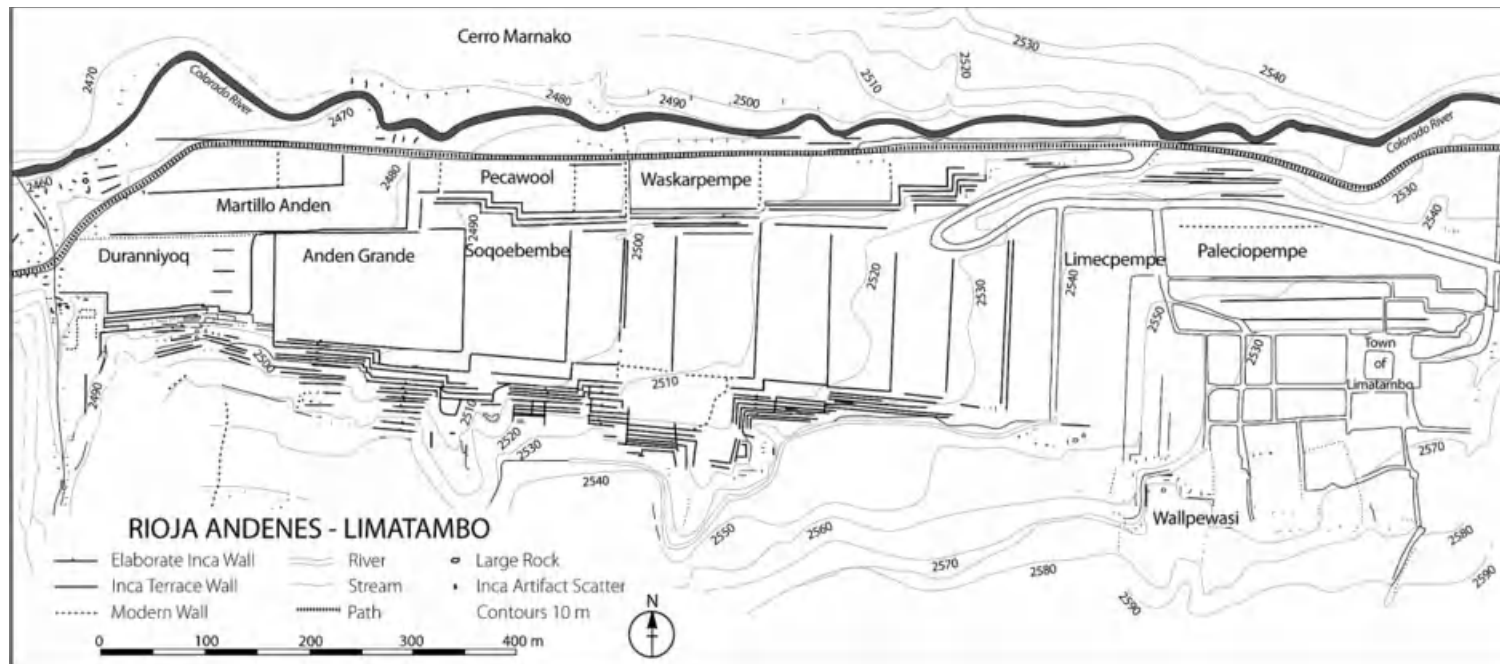 Cerro Marnako
2530
2520
2540
2510
2470
Colorado River
2470
2480
2490
2500
Colorado River
2460
2480
Pecawool
Waskarpempe
2530
Martillo Anden
2540
2490
2500
Duranniyoq
Anden Grande
Soqoebembe
2520
2530
2540
Limecpempe
Paleciopempe
2550
2530
Town
of
Limatambo
2500
2490
2510
2510
2520
2530
2540
2570
2550
2560
2570
2580
2590
Wallpewasi
2580
2590
RIOJA ANDENES - LIMATAMBO
Elaborate Inca Wall
River
Large Rock
Inca Terrace Wall
Stream
Inca Artifact Scatter
Modern Wall
Path
Contours 10 m
N
0 100 200 300 400 m